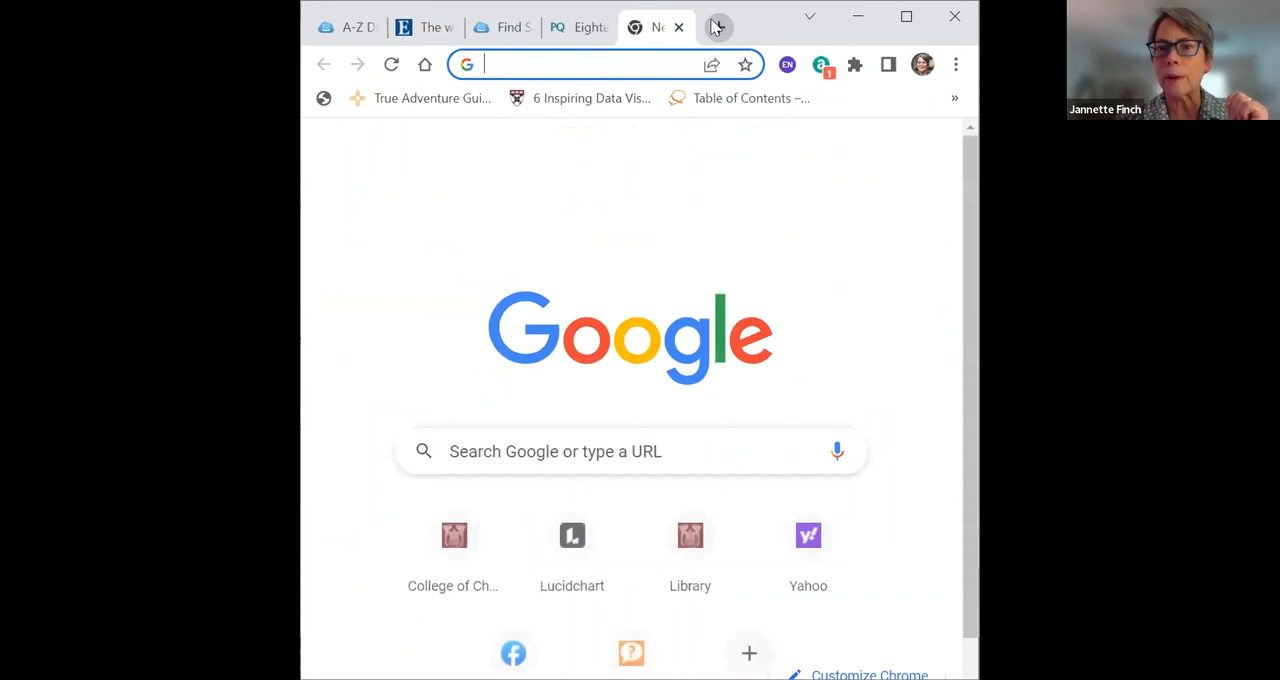 A-Z D
The w
Find S
PQ Eighte
Ne
EN
a
1
Jannette Finch
True Adventure Gui...
6 Inspiring Data Vis...
Table of Contents –...
»
Google
Search Google or type a URL
College of Ch...
Lucidchart
Library
Yahoo
Customize Chrome